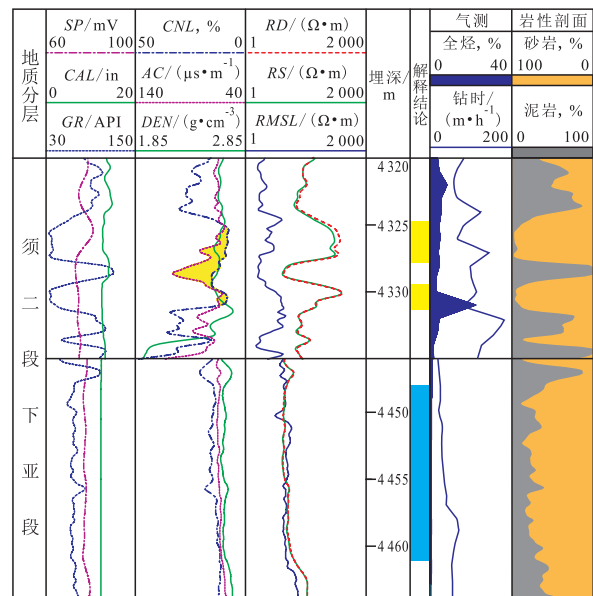 地质分层
SP/mV
60 100
CAL/in
0 20
GR/API
30 150
CNL, %
50 0
AC/(μs•m⁻¹)
140 40
DEN/(g•cm⁻³)
1.85 2.85
RD/(Ω•m)
1 2 000
RS/(Ω•m)
1 2 000
RMSL/(Ω•m)
1 2 000
埋深/
m
解释结论
气测
全烃, %
0 40
钻时/
(m•h⁻¹)
0 200
岩性剖面
砂岩, %
100 0
泥岩, %
0 100
须二段下亚段
4 320
4 325
4 330
4 450
4 455
4 460